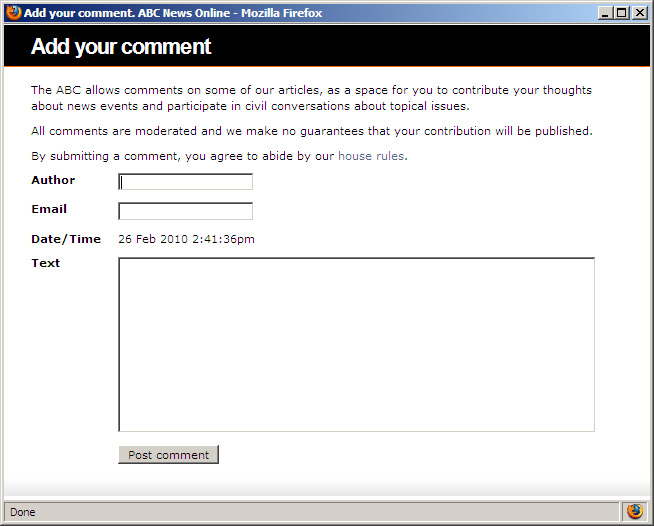 Add your comment. ABC News Online - Mozilla Firefox
Add your comment
The ABC allows comments on some of our articles, as a space for you to contribute your thoughts
about news events and participate in civil conversations about topical issues.
All comments are moderated and we make no guarantees that your contribution will be published.
By submitting a comment, you agree to abide by our house rules.
Author
Email
Date/Time 26 Feb 2010 2:41:36pm
Text
Post comment
Done